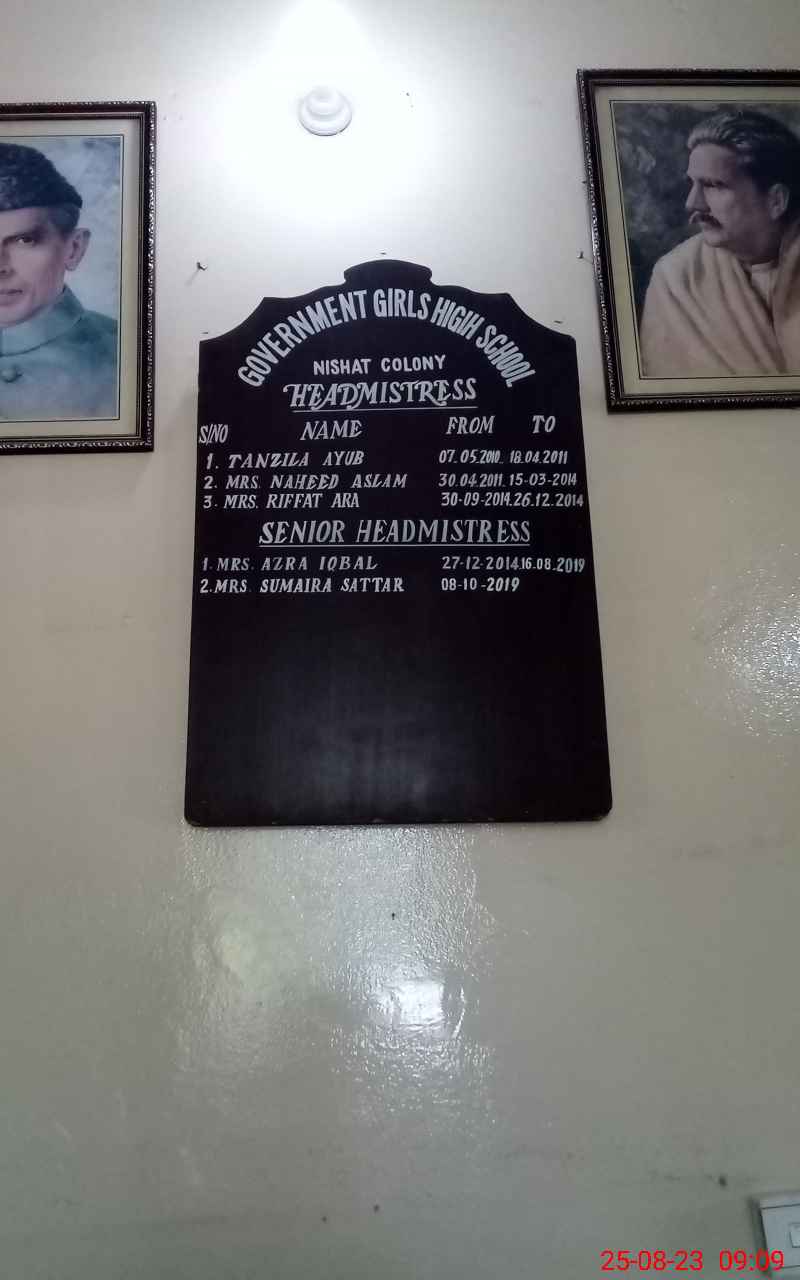 GOVERNMENT GIRLS HIGH SCHOOL
NISHAT COLONY
HEADMISTRESS
S/NO NAME FROM TO
1. TANZILA AYUB 07.05.2010. 18.04.2011
2. MRS. NAHEED ASLAM 30.04.2011. 15-03-2014
3. MRS. RIFFAT ARA 30-09-2014.26.12.2014
SENIOR HEADMISTRESS
1. MRS. AZRA IQBAL 27-12-2014.16.08.2019
2. MRS. SUMAIRA SATTAR 08-10-2019
25-08-23 09:09